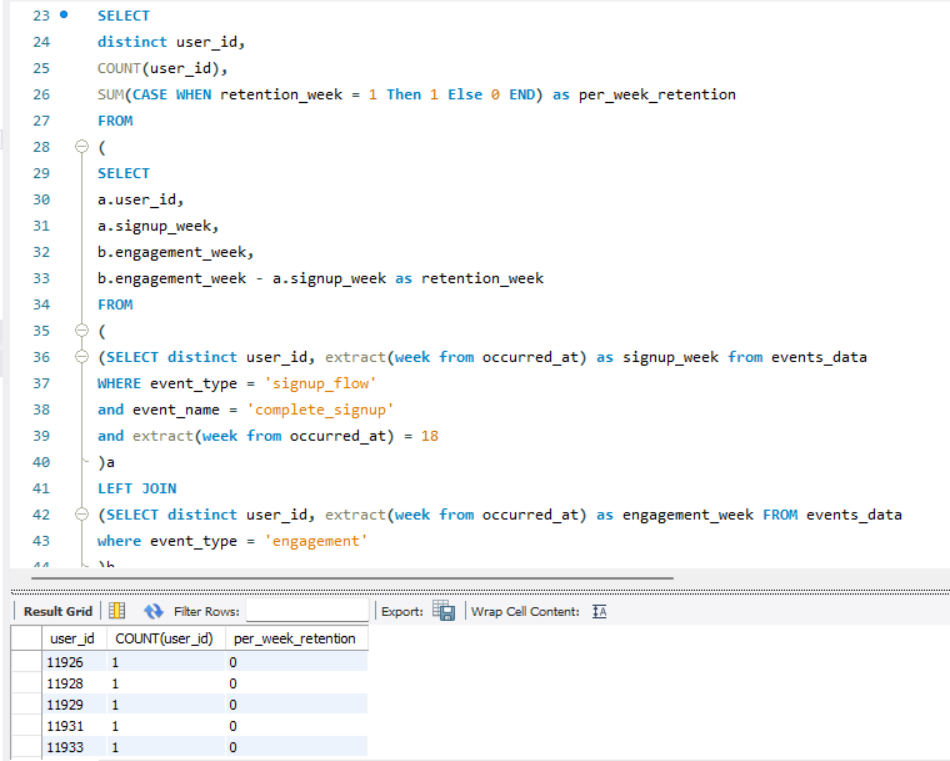 23 SELECT
24 distinct user_id,
25 COUNT(user_id),
26 SUM(CASE WHEN retention_week = 1 Then 1 Else 0 END) as per_week_retention
27 FROM
28 (
29 SELECT
30 a.user_id,
31 a.signup_week,
32 b.engagement_week,
33 b.engagement_week - a.signup_week as retention_week
34 FROM
35 (
36 (SELECT distinct user_id, extract(week from occurred_at) as signup_week from events_data
37 WHERE event_type = 'signup_flow'
38 and event_name = 'complete_signup'
39 and extract(week from occurred_at) = 18
40 )a
41 LEFT JOIN
42 (SELECT distinct user_id, extract(week from occurred_at) as engagement_week FROM events_data
43 where event_type = 'engagement'
44 )b
Result Grid Filter Rows: Export: Wrap Cell Content: IA
user_id COUNT(user_id) per_week_retention
11926 1 0
11928 1 0
11929 1 0
11931 1 0
11933 1 0